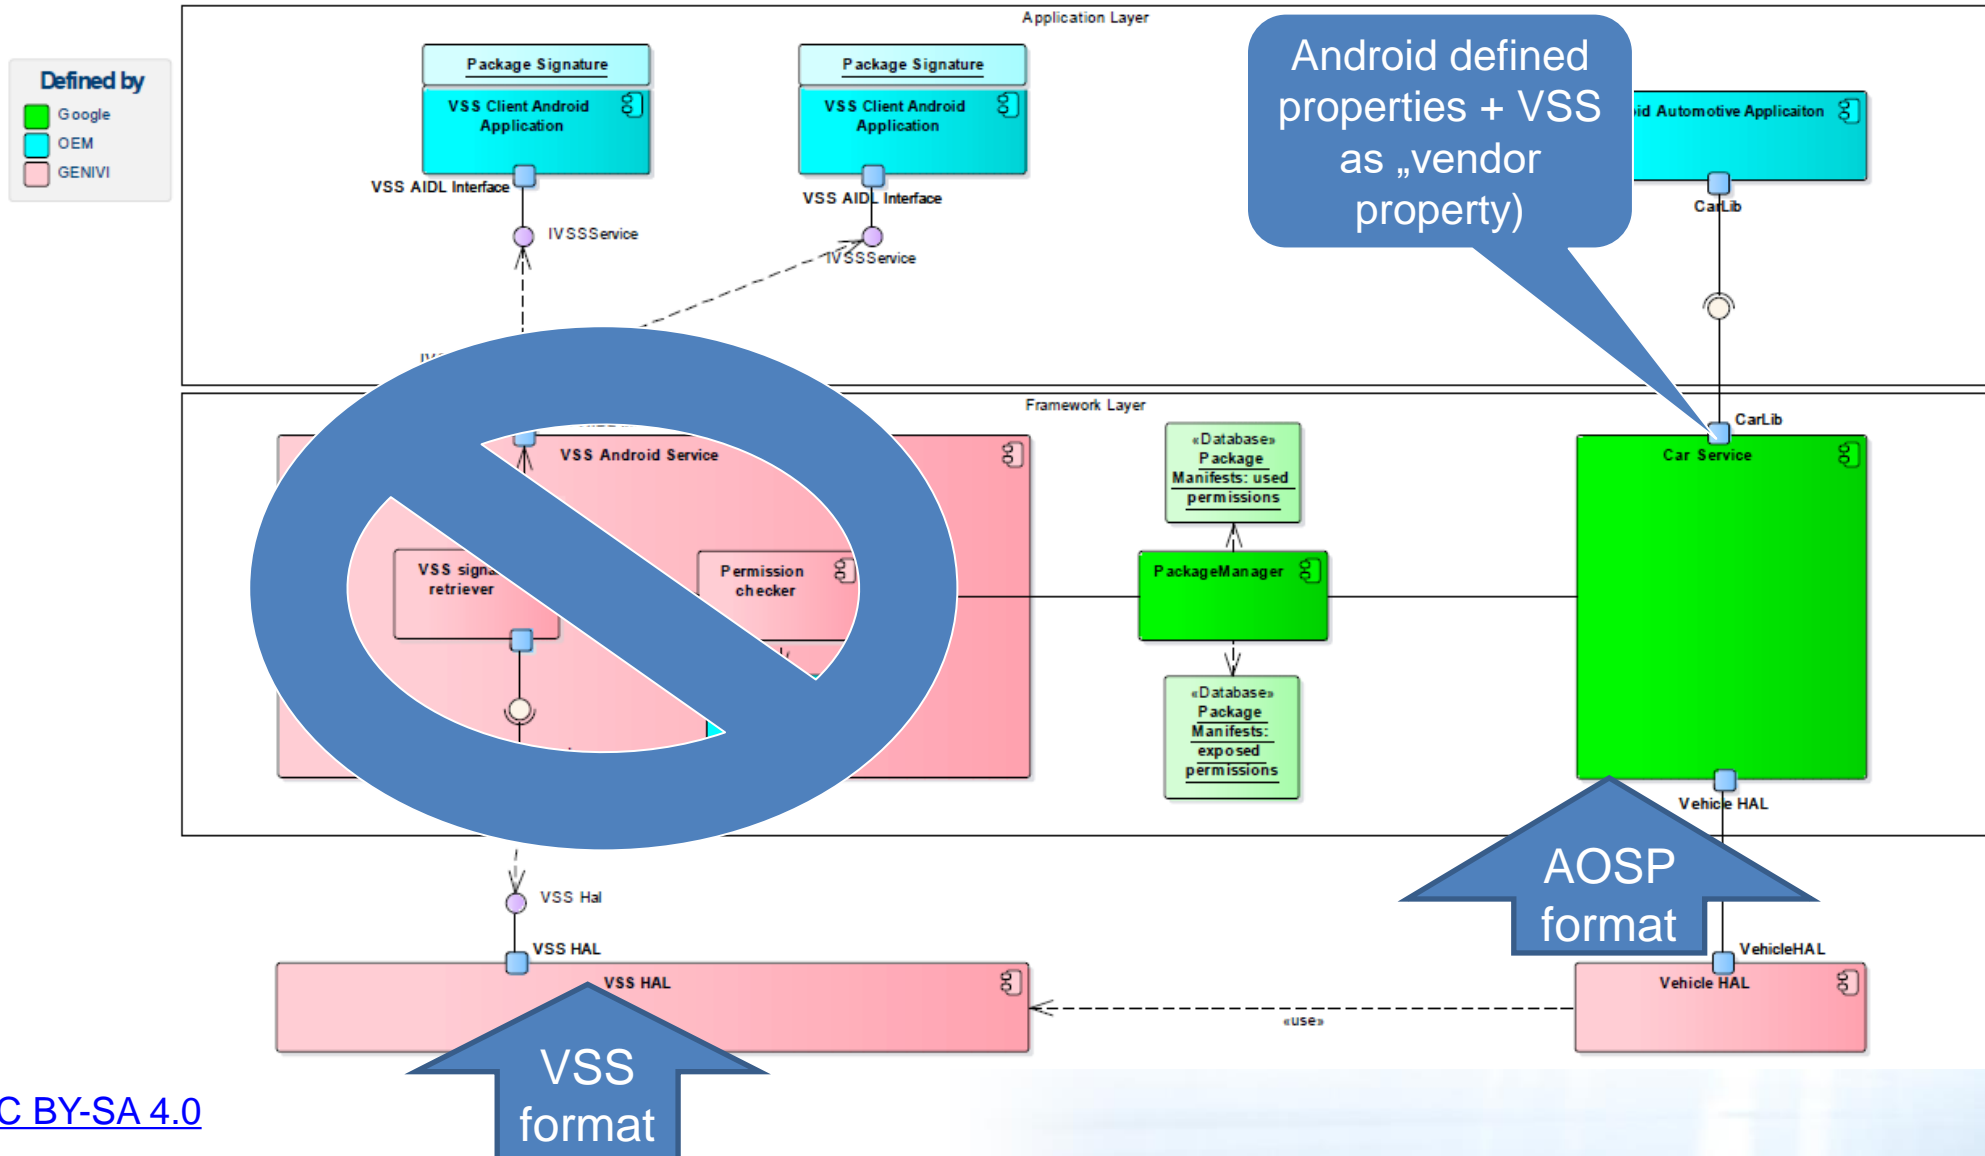 Application Layer
Defined by
Google
OEM
GENIVI
Package Signature
VSS Client Android
Application
VSS AIDL Interface
IVSSService
Package Signature
VSS Client Android
Application
VSS AIDL Interface
IVSSService
Android defined
properties + VSS
as „vendor
property)
Automotive Applicaiton
CarLib
Framework Layer
VSS Android Service
VSS
retriever
Permission
checker
«Database»
Package
Manifests: used
permissions
PackageManager
«Database»
Package
Manifests:
exposed
permissions
CarLib
Car Service
Vehicle HAL
AOSP
format
VSS Hal
VSS HAL
VSS HAL
«use»
VehicleHAL
Vehicle HAL
VSS
format
C BY-SA 4.0